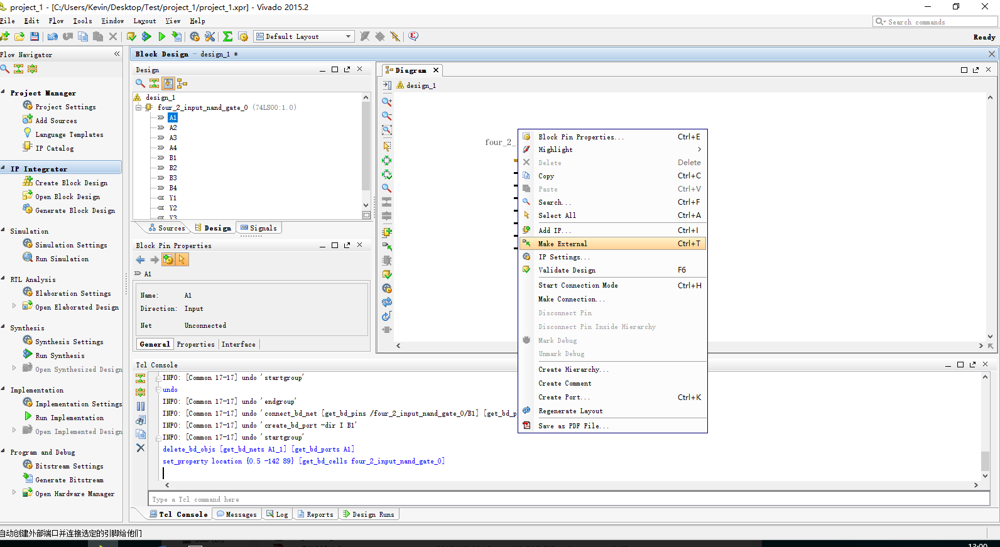 project_1 - [C:/Users/Kevin/Desktop/Test/project_1/project_1.xpr] - Vivado 2015.2
File Edit Flow Tools Window Layout View Help
Search commands
Default Layout
Ready
Flow Navigator
Project Manager
Project Settings
Add Sources
Language Templates
IP Catalog
IP Integrator
Create Block Design
Open Block Design
Generate Block Design
Simulation
Simulation Settings
Run Simulation
RTL Analysis
Elaboration Settings
Open Elaborated Design
Synthesis
Synthesis Settings
Run Synthesis
Open Synthesized Design
Implementation
Implementation Settings
Run Implementation
Open Implemented Design
Program and Debug
Bitstream Settings
Generate Bitstream
Open Hardware Manager
Block Design - design_1 *
Design
design_1
four_2_input_nand_gate_0 (74LS00:1.0)
A1
A2
A3
A4
B1
B2
B3
B4
Y1
Y2
Y3
Sources Design Signals
Block Pin Properties
A1
Name: A1
Direction: Input
Net Unconnected
General Properties Interface
Diagram
design_1
four_2_
Block Pin Properties... Ctrl+E
Highlight
Delete Delete
Copy Ctrl+C
Paste Ctrl+V
Search... Ctrl+F
Select All Ctrl+A
Add IP... Ctrl+I
Make External Ctrl+T
IP Settings...
Validate Design F6
Start Connection Mode Ctrl+H
Make Connection...
Disconnect Pin
Disconnect Pin Inside Hierarchy
Mark Debug
Unmark Debug
Create Hierarchy...
Create Comment
Create Port... Ctrl+K
Regenerate Layout
Save as PDF File...
Tcl Console
INFO: [Common 17-17] undo 'startgroup'
undo
INFO: [Common 17-17] undo 'endgroup'
INFO: [Common 17-17] undo 'connect_bd_net [get_bd_pins /four_2_input_nand_gate_0/B1] [get_bd_p
INFO: [Common 17-17] undo 'create_bd_port -dir I B1'
INFO: [Common 17-17] undo 'startgroup'
delete_bd_objs [get_bd_nets A1_1] [get_bd_ports A1]
set_property location {0.5 -142 89} [get_bd_cells four_2_input_nand_gate_0]
Type a Tcl command here
Tcl Console Messages Log Reports Design Runs
自动创建外部端口并连接选定的引脚给他们
13:00